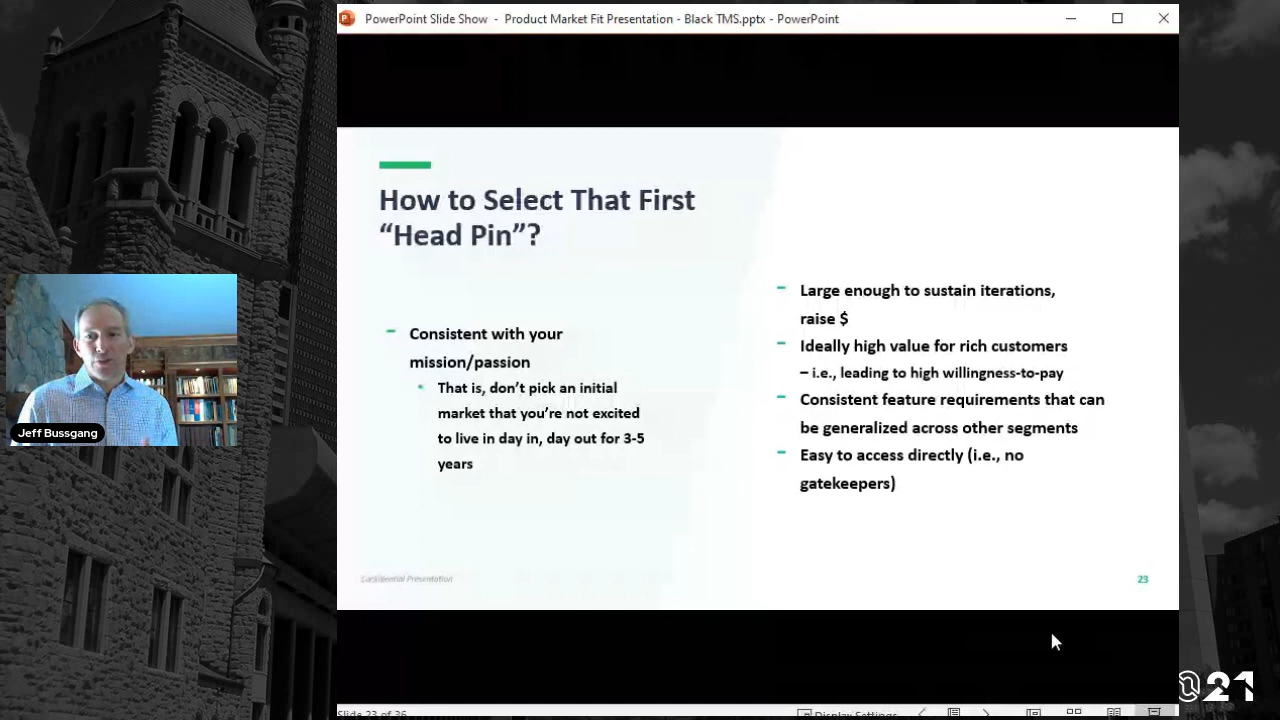 PowerPoint Slide Show - Product Market Fit Presentation - Black TMS.pptx - PowerPoint
How to Select That First
“Head Pin”?
- Consistent with your
mission/passion
• That is, don’t pick an initial
market that you’re not excited
to live in day in, day out for 3-5
years
- Large enough to sustain iterations,
raise $
- Ideally high value for rich customers
– i.e., leading to high willingness-to-pay
- Consistent feature requirements that can
be generalized across other segments
- Easy to access directly (i.e., no
gatekeepers)
Confidential Presentation
23
Jeff Bussgang
Slide 23 of 36
Display Settings
@21